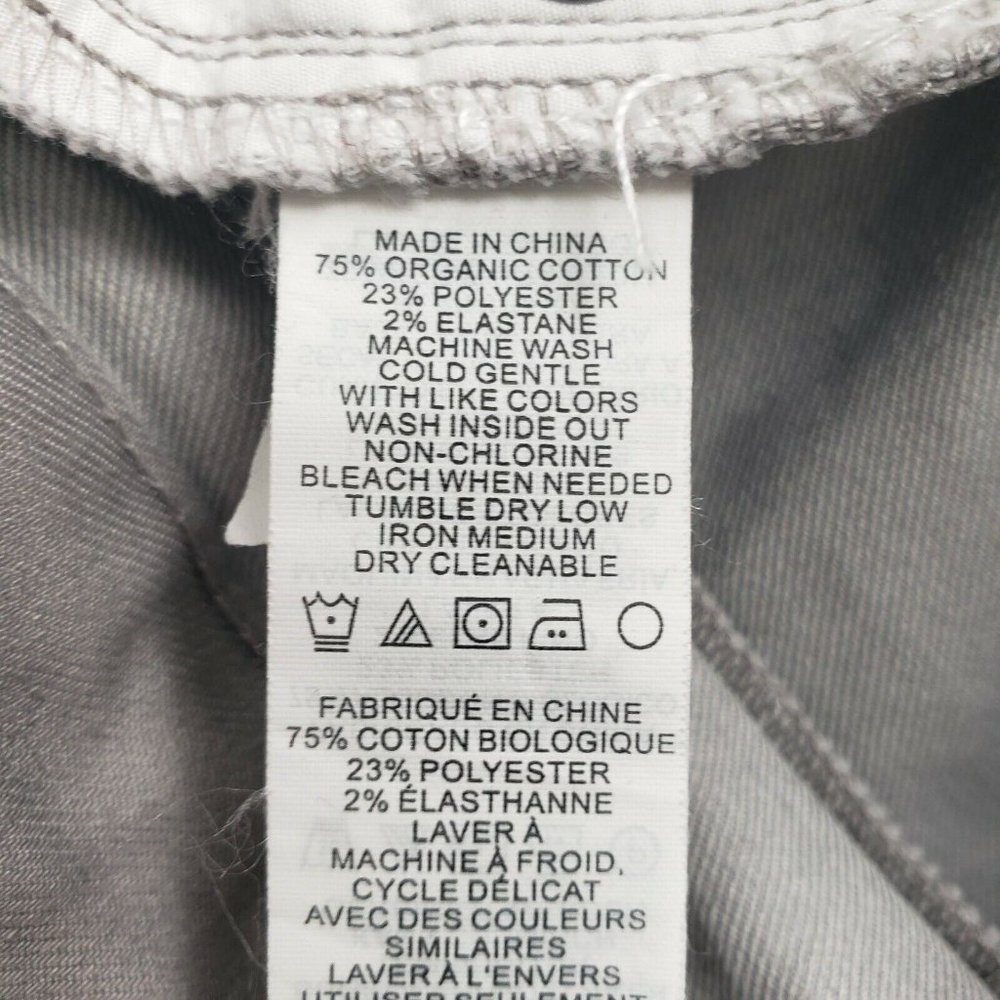 MADE IN CHINA
75% ORGANIC COTTON
23% POLYESTER
2% ELASTANE
MACHINE WASH
COLD GENTLE
WITH LIKE COLORS
WASH INSIDE OUT
NON-CHLORINE
BLEACH WHEN NEEDED
TUMBLE DRY LOW
IRON MEDIUM
DRY CLEANABLE
FABRIQUÉ EN CHINE
75% COTON BIOLOGIQUE
23% POLYESTER
2% ÉLASTHANNE
LAVER À
MACHINE À FROID,
CYCLE DÉLICAT
AVEC DES COULEURS
SIMILAIRES
LAVER À L'ENVERS
UTILISER SEULEMENT